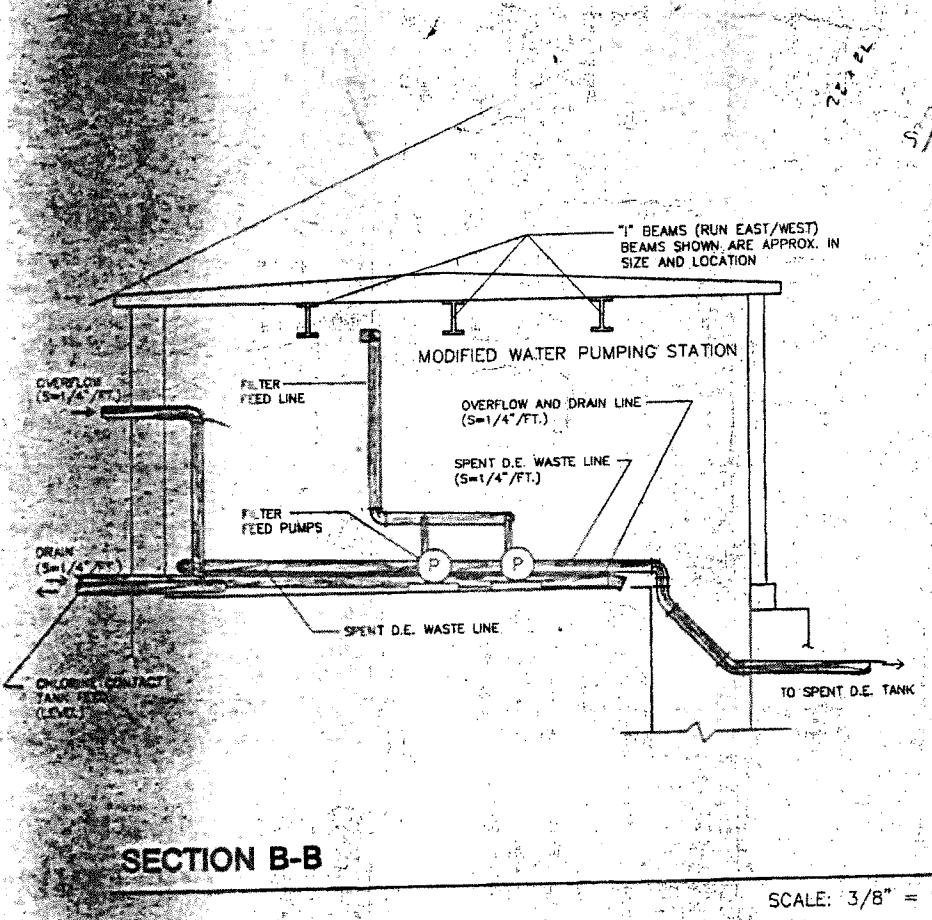 "I" BEAMS (RUN EAST/WEST)
BEAMS SHOWN ARE APPROX. IN
SIZE AND LOCATION
MODIFIED WATER PUMPING STATION
OVERFLOW
(S=1/4"/FT.)
FILTER
FEED LINE
OVERFLOW AND DRAIN LINE
(S=1/4"/FT.)
SPENT D.E. WASTE LINE
(S=1/4"/FT.)
FILTER
FEED PUMPS
P
P
DRAIN
(S=1/4"/FT.)
SPENT D.E. WASTE LINE
CHLORINE CONTACT
TANK FEED
(LEVEL)
TO SPENT D.E. TANK
SECTION B-B
SCALE: 3/8" =